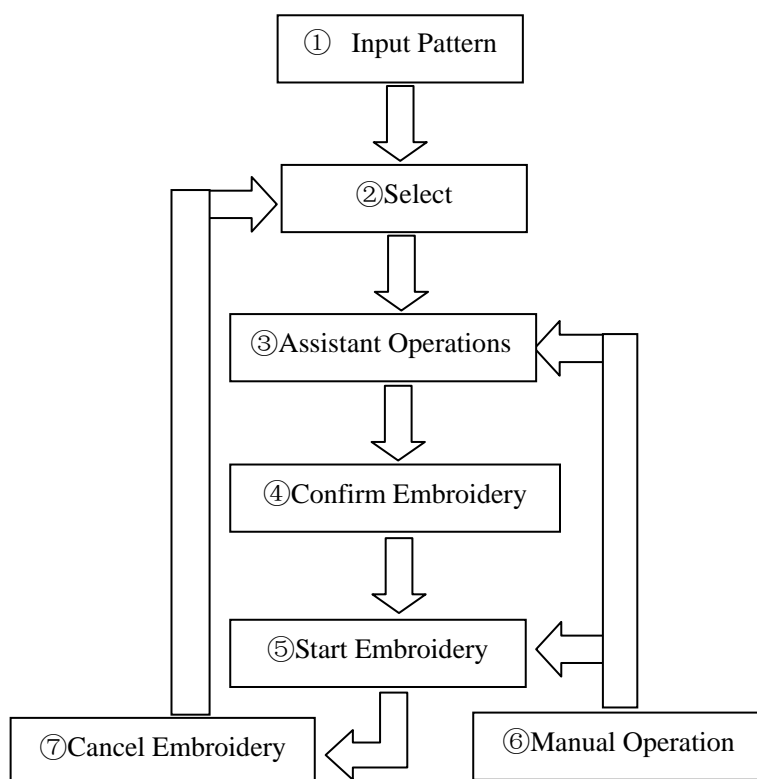 ① Input Pattern
②Select
③Assistant Operations
④Confirm Embroidery
⑤Start Embroidery
⑦Cancel Embroidery
⑥Manual Operation